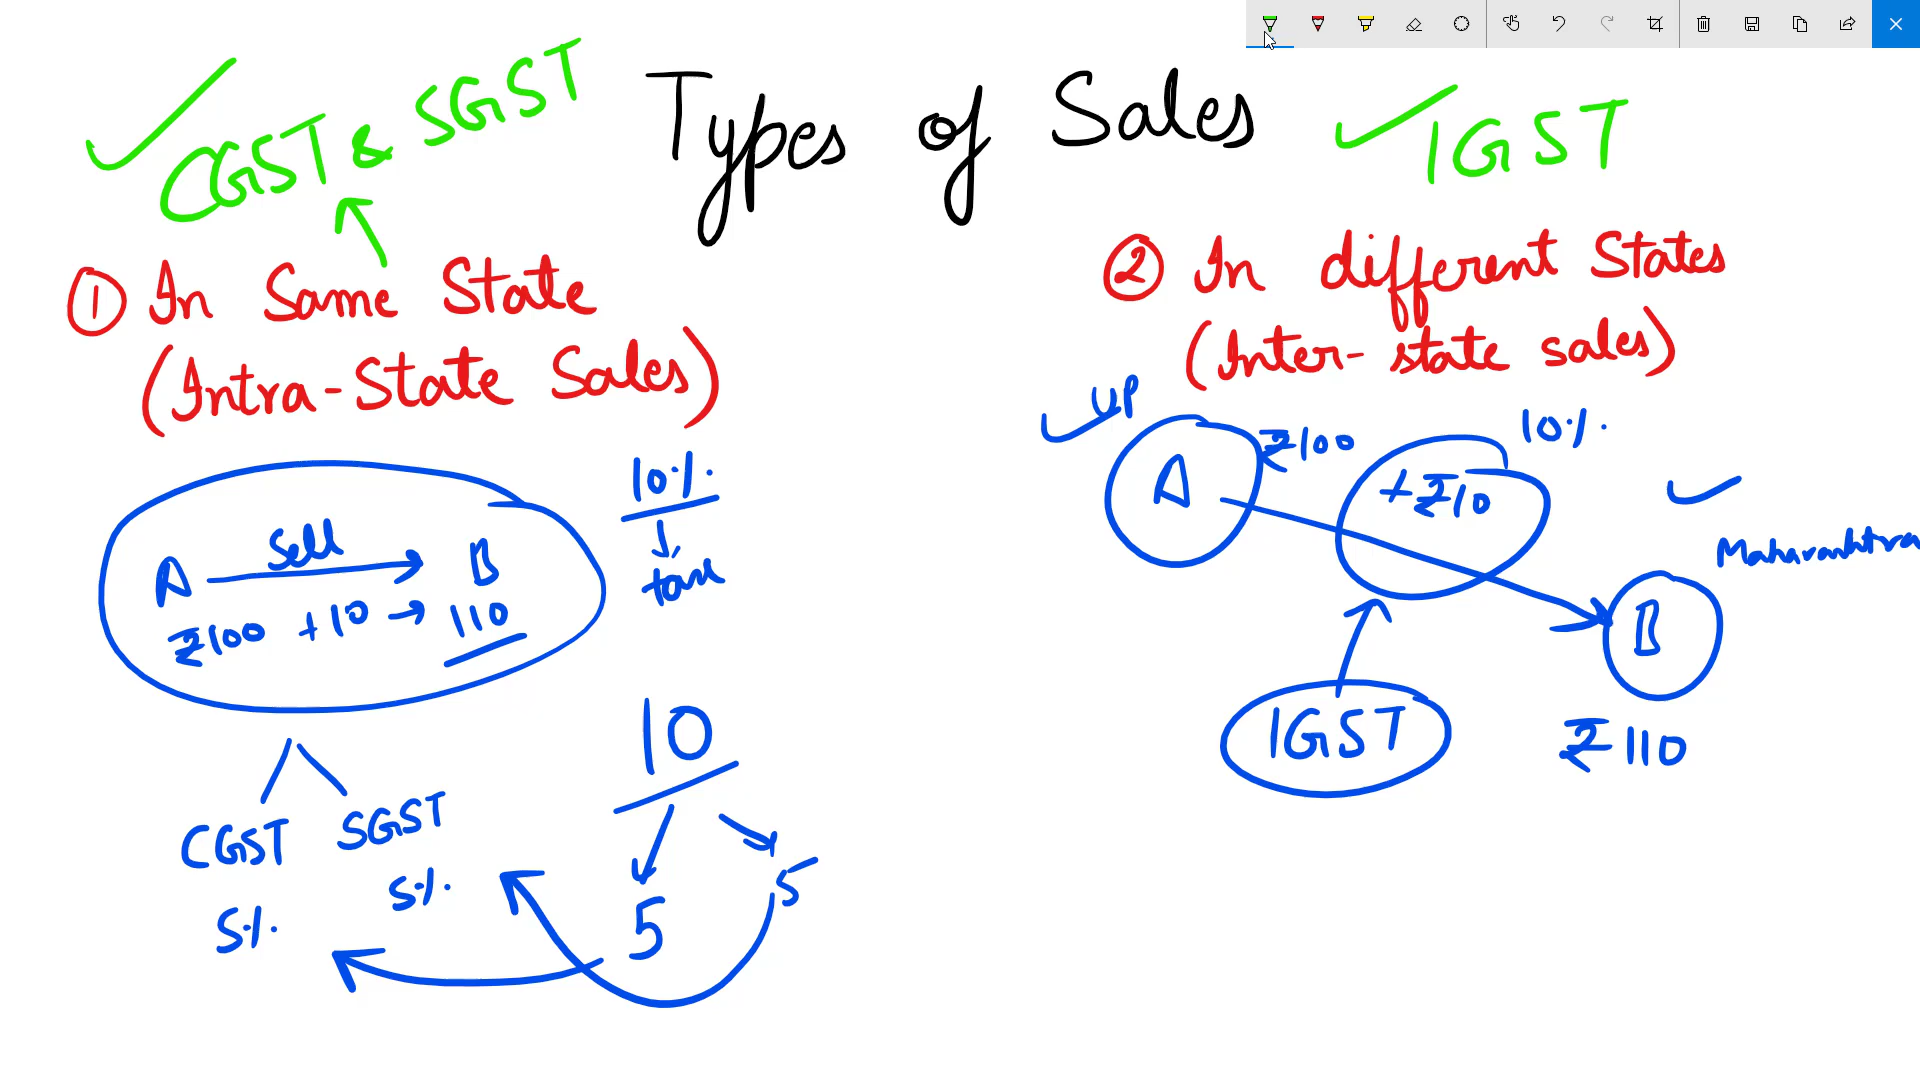 CGST & SGST
Types of Sales
IGST
① In Same State
(Intra-State Sales)
② In different States
(Inter-state sales)
A sell B
₹100 +10 → 110
10%
tax
CGST SGST
5% 5%
10
5 5
UP
A
₹100
+₹10
10%
Maharashtra
B
IGST
₹110